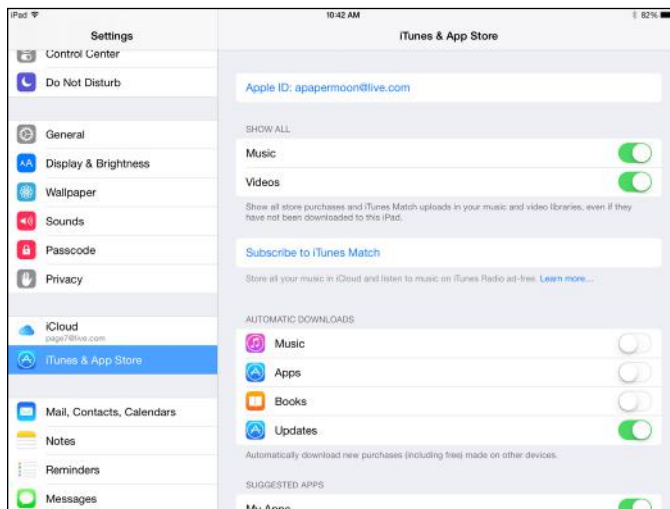 iPad 10:42 AM 82%
Settings
iTunes & App Store
Control Center
Do Not Disturb
General
Display & Brightness
Wallpaper
Sounds
Passcode
Privacy
iCloud
page7@live.com
iTunes & App Store
Mail, Contacts, Calendars
Notes
Reminders
Messages
Apple ID: apapermoon@live.com
SHOW ALL
Music
Videos
Show all store purchases and iTunes Match uploads in your music and video libraries, even if they
have not been downloaded to this iPad.
Subscribe to iTunes Match
Store all your music in iCloud and listen to music on iTunes Radio ad-free. Learn more...
AUTOMATIC DOWNLOADS
Music
Apps
Books
Updates
Automatically download new purchases (including free) made on other devices.
SUGGESTED APPS
My Apps